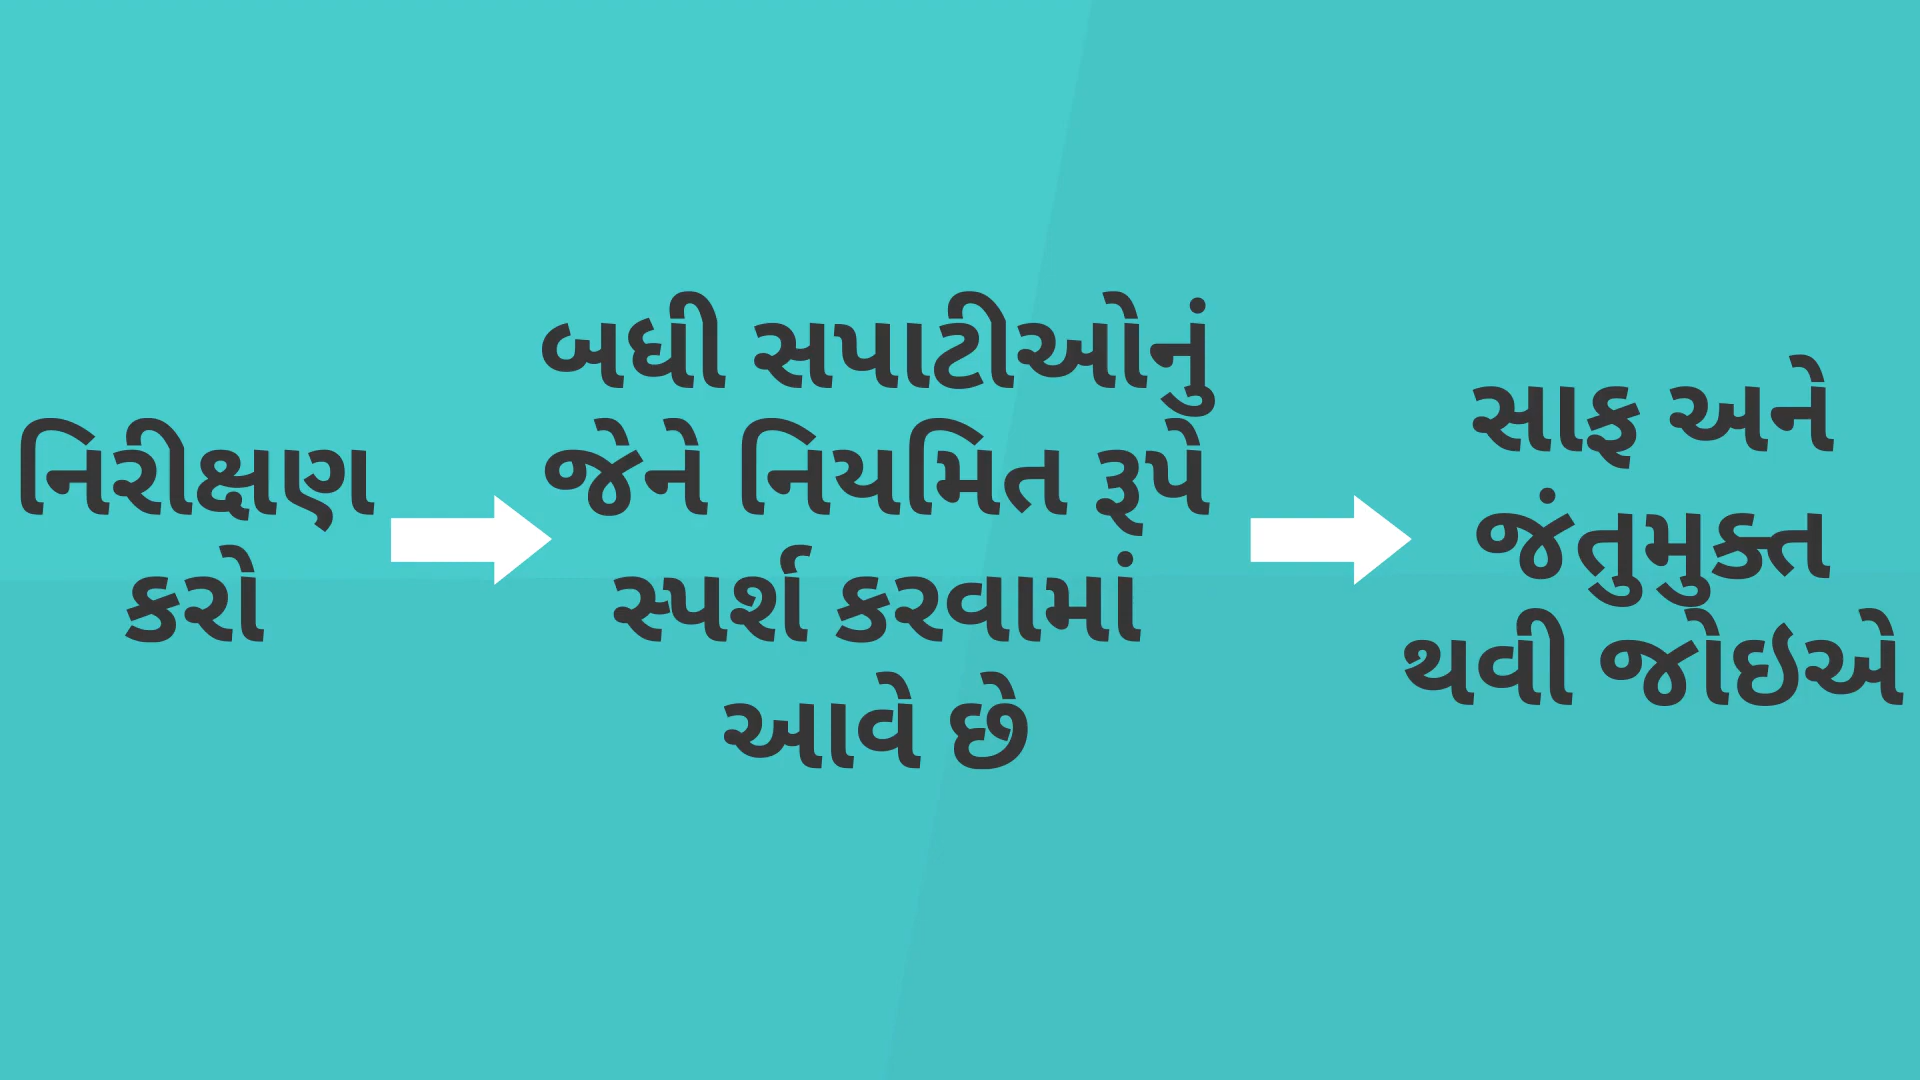 નિરીક્ષણ
કરો
બધી સપાટીઓનું
જેને નિયમિત રૂપે
સ્પર્શ કરવામાં
આવે છે
સાફ અને
જંતુમુક્ત
થવી જોઇએ